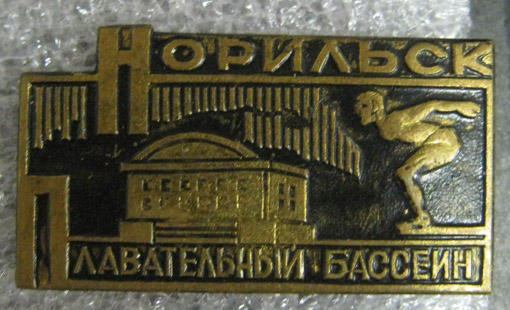 НОРИЛЬСК
ПЛАВАТЕЛЬНЫЙ БАССЕЙН